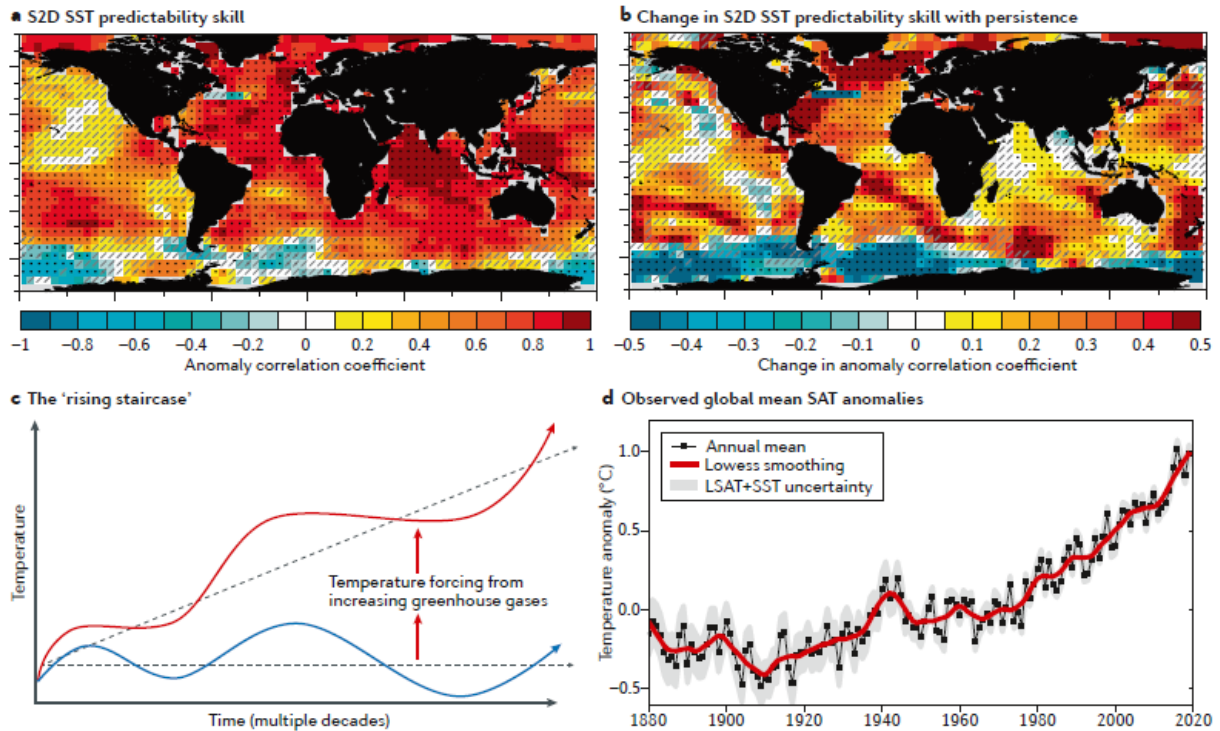 a S2D SST predictability skill
b Change in S2D SST predictability skill with persistence
−1 −0.8 −0.6 −0.4 −0.2 0 0.2 0.4 0.6 0.8 1
Anomaly correlation coefficient
−0.5 −0.4 −0.3 −0.2 −0.1 0 0.1 0.2 0.3 0.4 0.5
Change in anomaly correlation coefficient
c The ‘rising staircase’
Temperature
Temperature forcing from
increasing greenhouse gases
Time (multiple decades)
d Observed global mean SAT anomalies
Annual mean
Lowess smoothing
LSAT+SST uncertainty
Temperature anomaly (°C)
1.0
0.5
0.0
−0.5
1880 1900 1920 1940 1960 1980 2000 2020